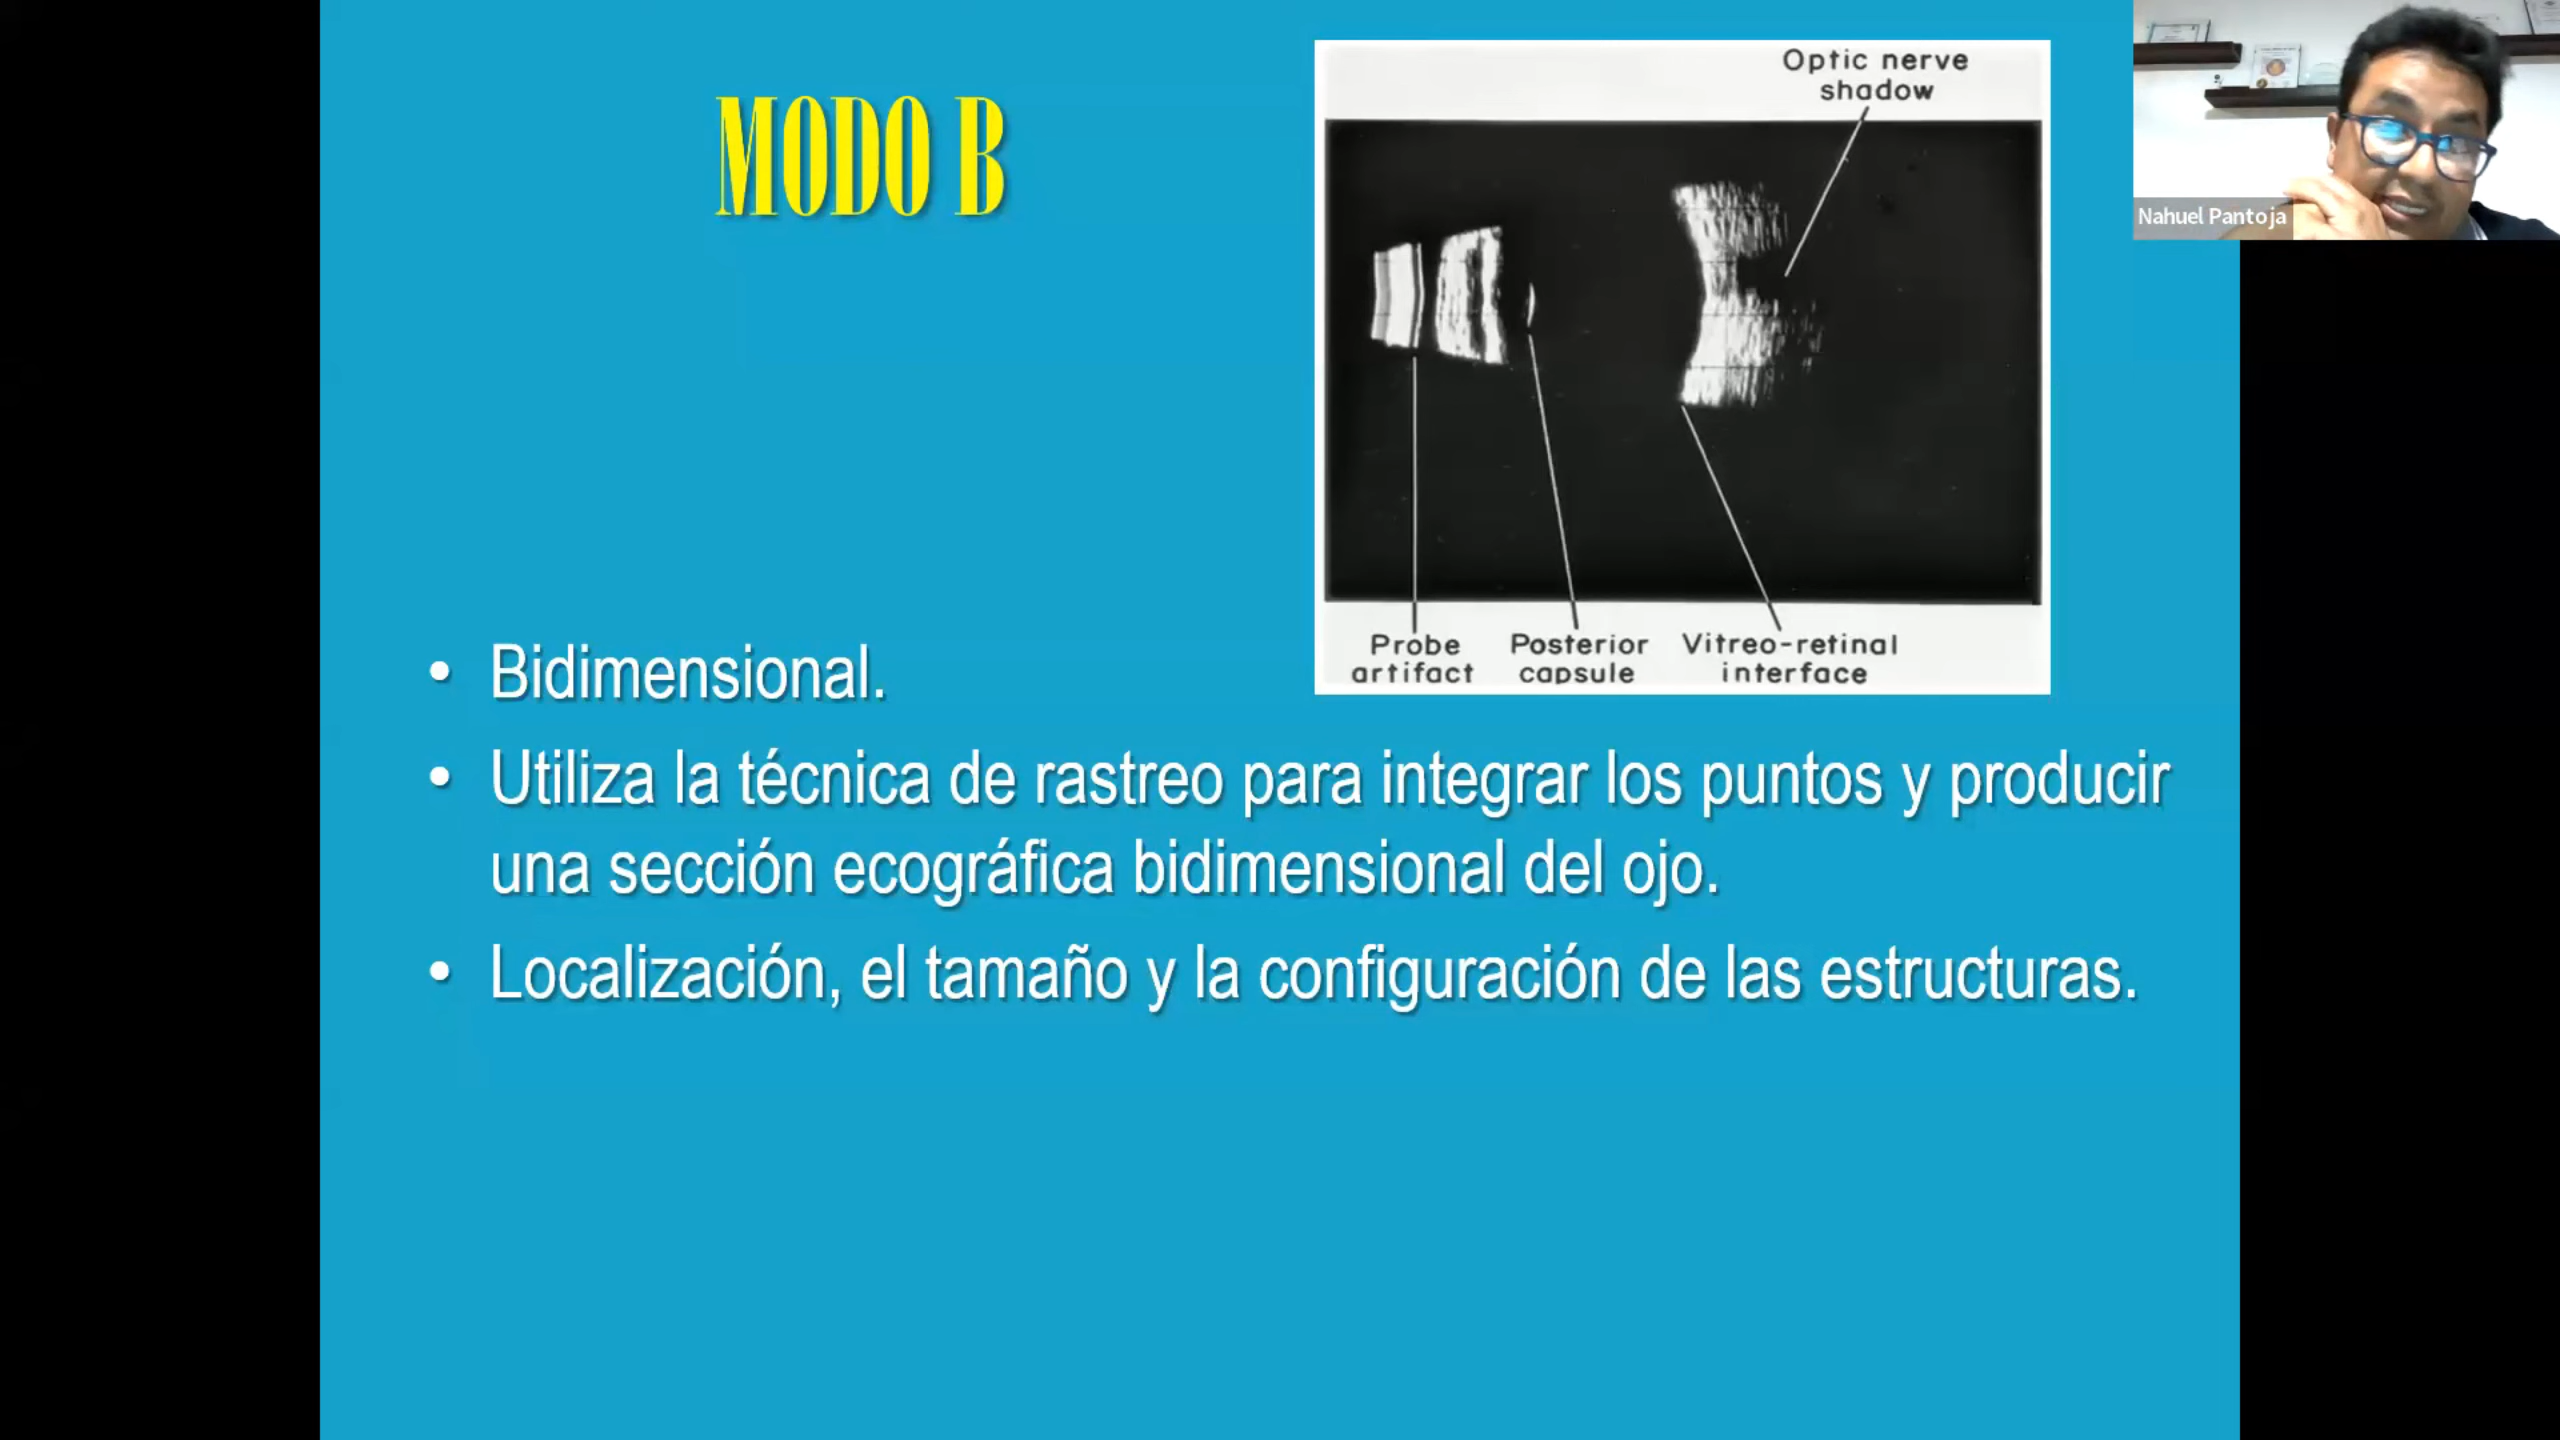 MODO B
Optic nerve
shadow
Probe
artifact
Posterior
capsule
Vitreo-retinal
interface
Nahuel Pantoja
• Bidimensional.
• Utiliza la técnica de rastreo para integrar los puntos y producir
una sección ecográfica bidimensional del ojo.
• Localización, el tamaño y la configuración de las estructuras.